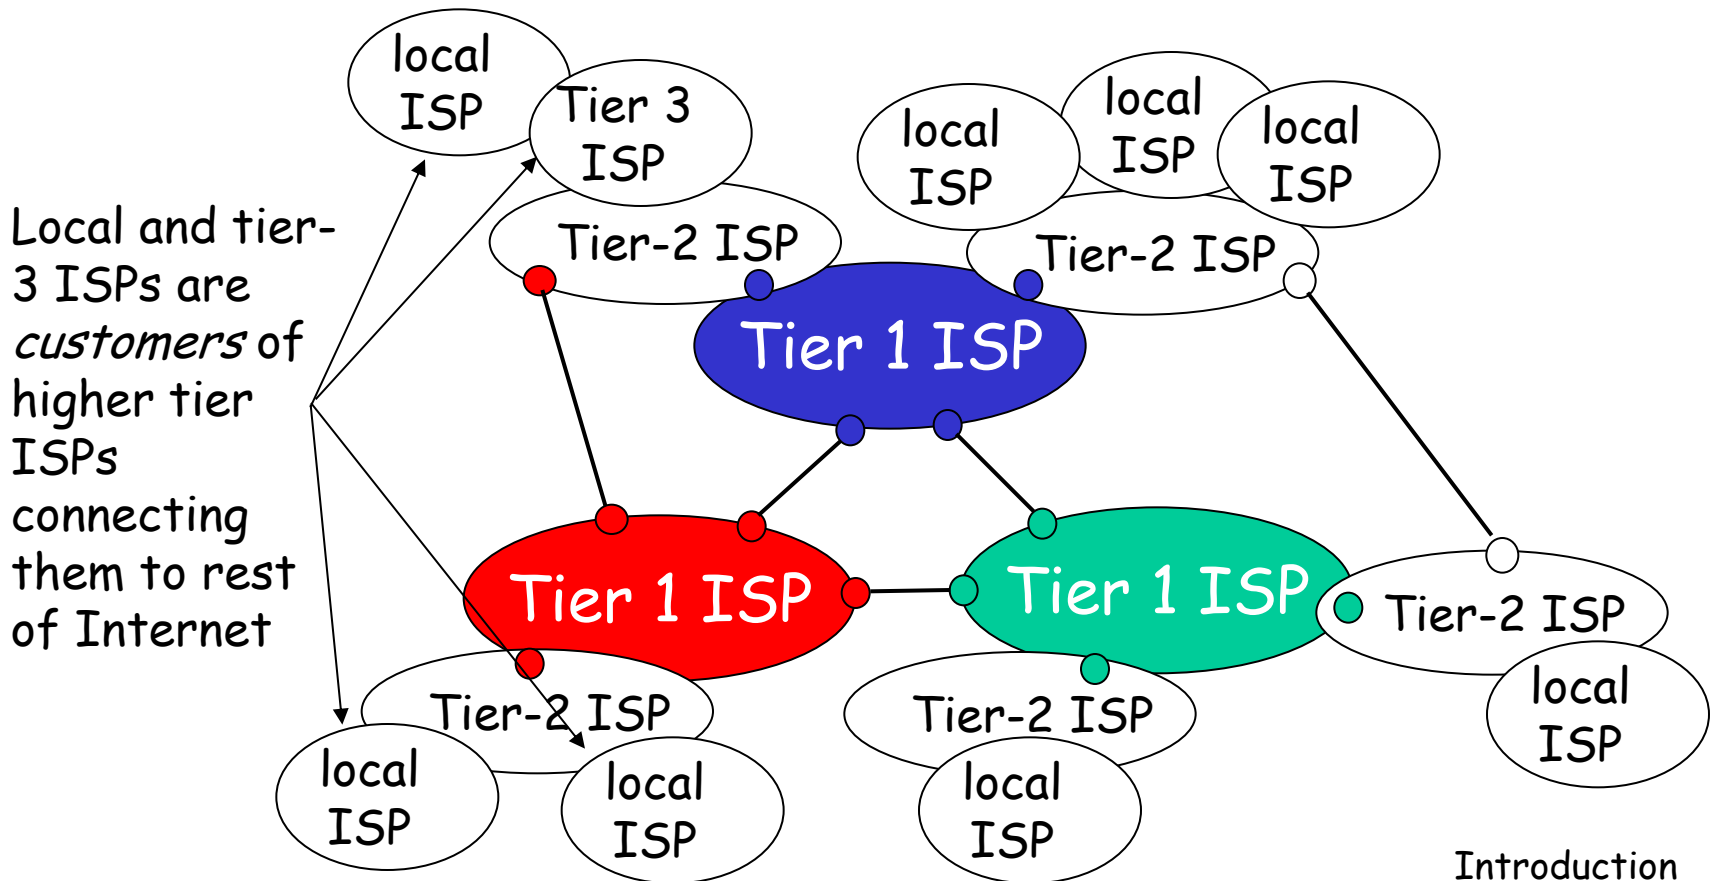 local
ISP
Tier 3
ISP
local
ISP
local
ISP
local
ISP
Local and tier-
3 ISPs are
customers of
higher tier
ISPs
connecting
them to rest
of Internet
Tier-2 ISP
Tier-2 ISP
Tier 1 ISP
Tier 1 ISP
Tier 1 ISP
Tier-2 ISP
Tier-2 ISP
Tier-2 ISP
local
ISP
local
ISP
local
ISP
local
ISP
Introduction